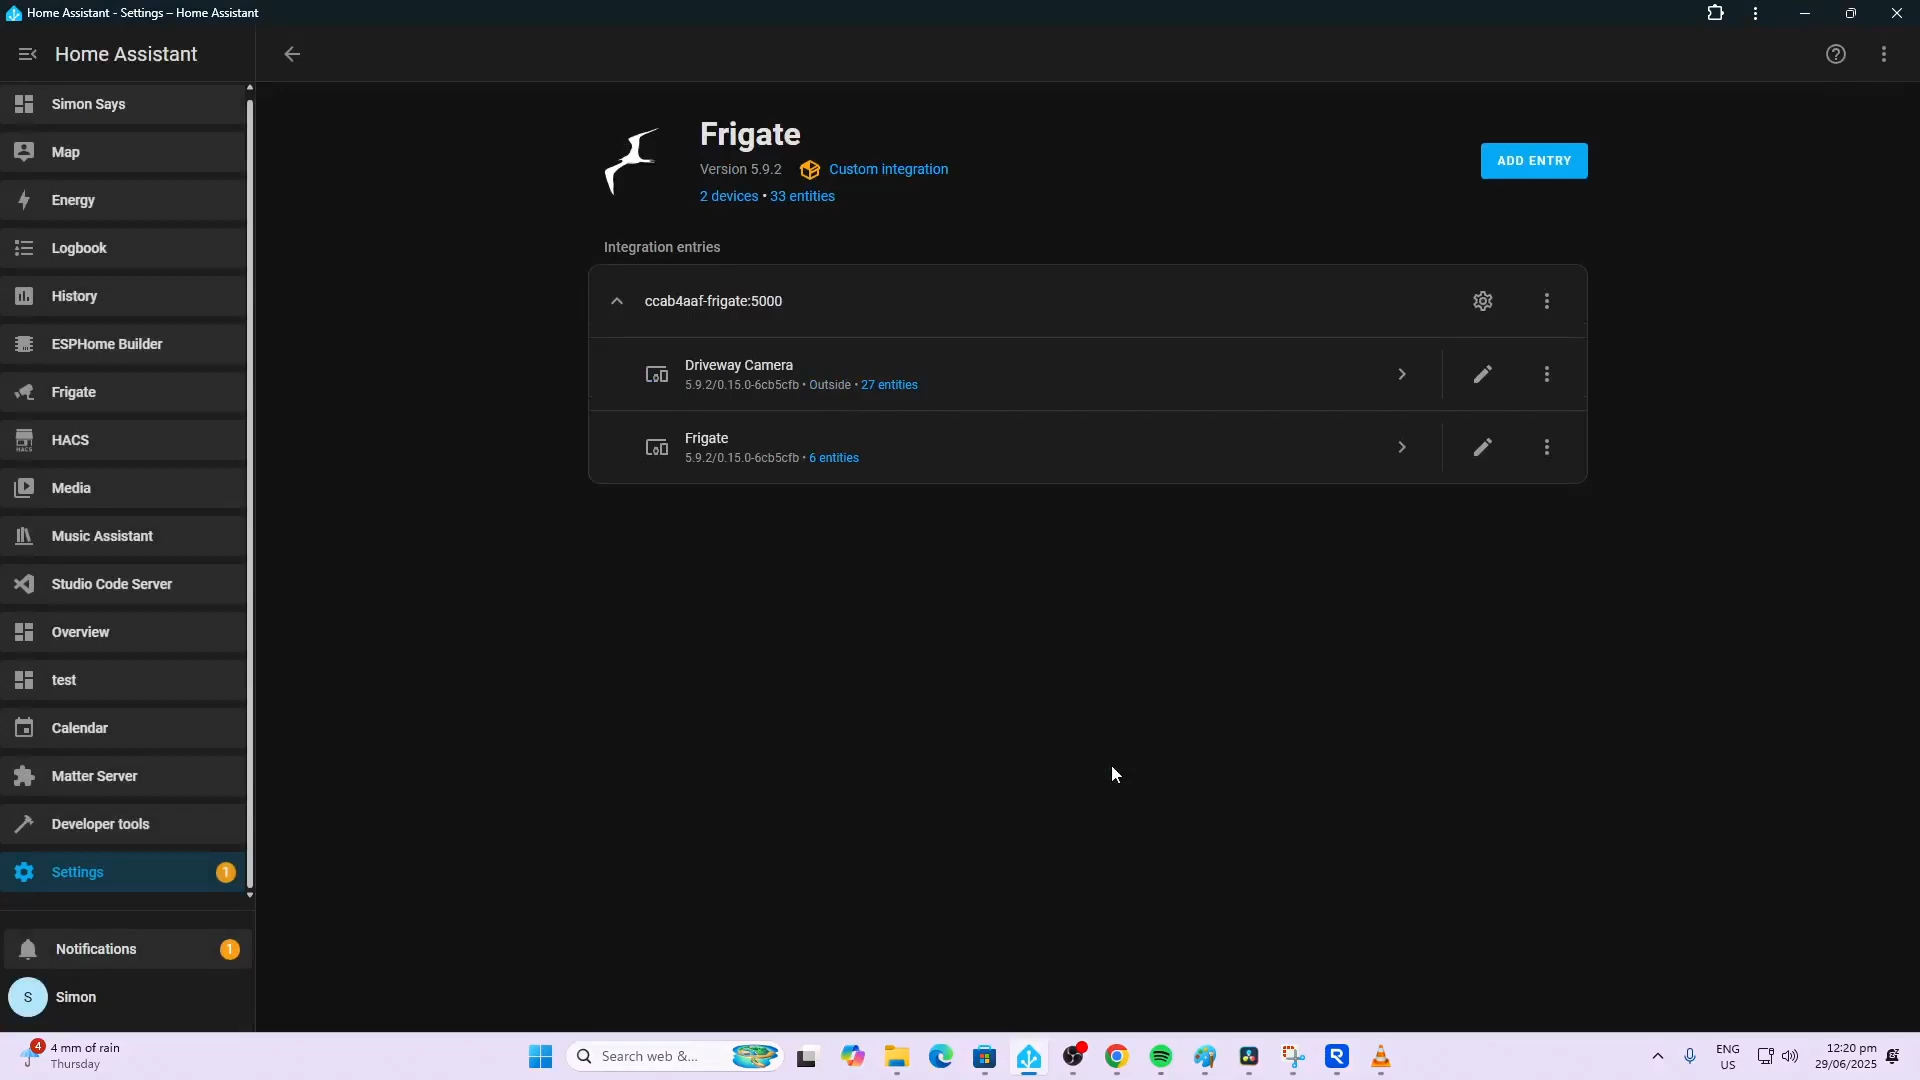 Home Assistant - Settings – Home Assistant
Home Assistant
Simon Says
Map
Energy
Logbook
History
ESPHome Builder
Frigate
HACS
HACS
Media
Music Assistant
Studio Code Server
Overview
test
Calendar
Matter Server
Developer tools
Settings
1
Notifications
1
S
Simon
Frigate
Version 5.9.2
Custom integration
2 devices • 33 entities
ADD ENTRY
Integration entries
ccab4aaf-frigate:5000
Driveway Camera
5.9.2/0.15.0-6cb5cfb • Outside • 27 entities
Frigate
5.9.2/0.15.0-6cb5cfb • 6 entities
4
4 mm of rain
Thursday
Search web &...
R
ENG
US
12:20 pm
29/06/2025